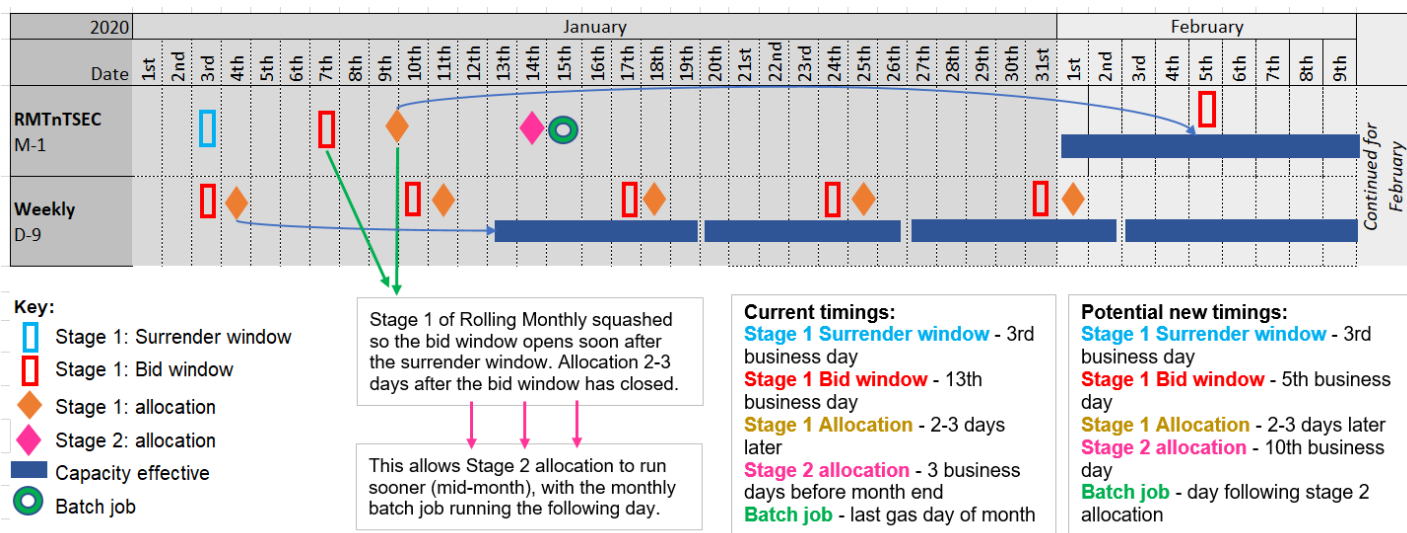 2020
January
February
Date
1st
2nd
3rd
4th
5th
6th
7th
8th
9th
10th
11th
12th
13th
14th
15th
16th
17th
18th
19th
20th
21st
22nd
23rd
24th
25th
26th
27th
28th
29th
30th
31st
1st
2nd
3rd
4th
5th
6th
7th
8th
9th
RMTnTSEC
M-1
Weekly
D-9
Continued for
February
Key:
Stage 1: Surrender window
Stage 1: Bid window
Stage 1: allocation
Stage 2: allocation
Capacity effective
Batch job
Stage 1 of Rolling Monthly squashed
so the bid window opens soon after
the surrender window. Allocation 2-3
days after the bid window has closed.
This allows Stage 2 allocation to run
sooner (mid-month), with the monthly
batch job running the following day.
Current timings:
Stage 1 Surrender window - 3rd
business day
Stage 1 Bid window - 13th
business day
Stage 1 Allocation - 2-3 days
later
Stage 2 allocation - 3 business
days before month end
Batch job - last gas day of month
Potential new timings:
Stage 1 Surrender window - 3rd
business day
Stage 1 Bid window - 5th business
day
Stage 1 Allocation - 2-3 days later
Stage 2 allocation - 10th business
day
Batch job - day following stage 2
allocation